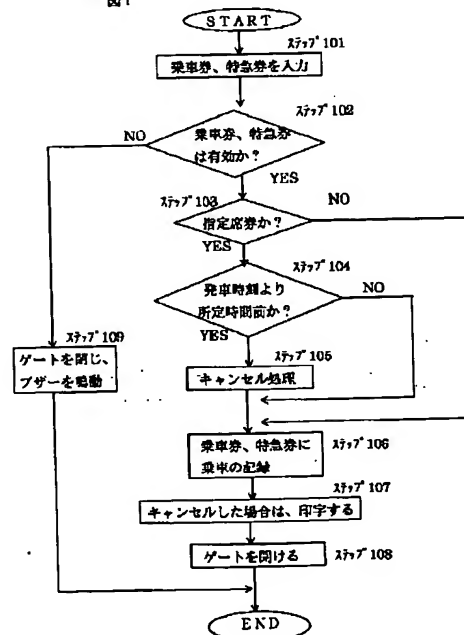 図1
START
ステップ101
乗車券、特急券を入力
ステップ102
乗車券、特急券
は有効か?
NO
YES
ステップ103
指定席券か?
NO
YES
ステップ104
発車時刻より
所定時間前か?
NO
YES
ステップ109
ゲートを閉じ、
ブザーを鳴動
ステップ105
キャンセル処理
乗車券、特急券に
乗車の記録
ステップ106
ステップ107
キャンセルした場合は、印字する
ゲートを開ける
ステップ108
END